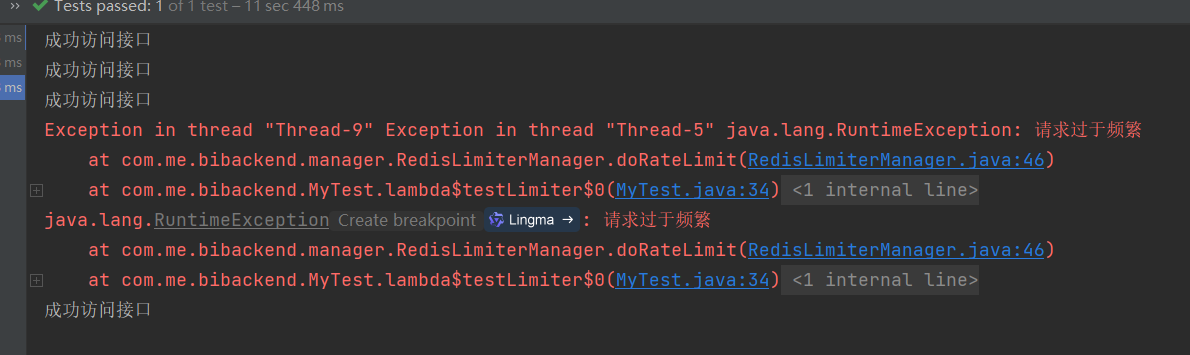 Tests passed: 1 of 1 test – 11 sec 448 ms
ms 成功访问接口
ms 成功访问接口
ms 成功访问接口
Exception in thread "Thread-9" Exception in thread "Thread-5" java.lang.RuntimeException: 请求过于频繁
at com.me.bibackend.manager.RedisLimiterManager.doRateLimit(RedisLimiterManager.java:46)
at com.me.bibackend.MyTest.lambda$testLimiter$0(MyTest.java:34) <1 internal line>
java.lang.RuntimeException Create breakpoint Lingma → : 请求过于频繁
at com.me.bibackend.manager.RedisLimiterManager.doRateLimit(RedisLimiterManager.java:46)
at com.me.bibackend.MyTest.lambda$testLimiter$0(MyTest.java:34) <1 internal line>
成功访问接口